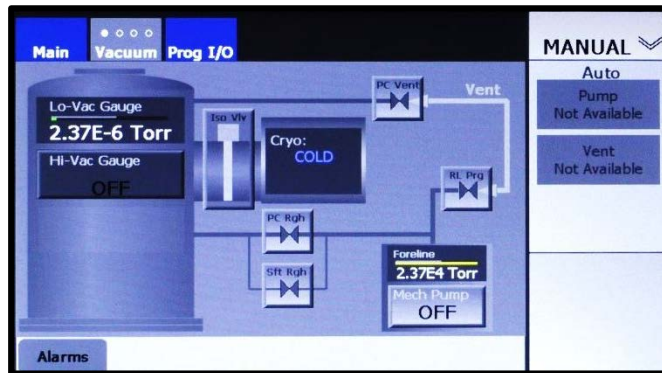 Main
Vacuum
Prog I/O
MANUAL
Auto
Pump
Not Available
Vent
Not Available
PC Vent
Vent
Lo-Vac Gauge
2.37E-6 Torr
Iso Vlv
Cryo:
COLD
Hi-Vac Gauge
OFF
RL Prg
PC Rgh
Sft Rgh
Foreline
2.37E4 Torr
Mech Pump
OFF
Alarms